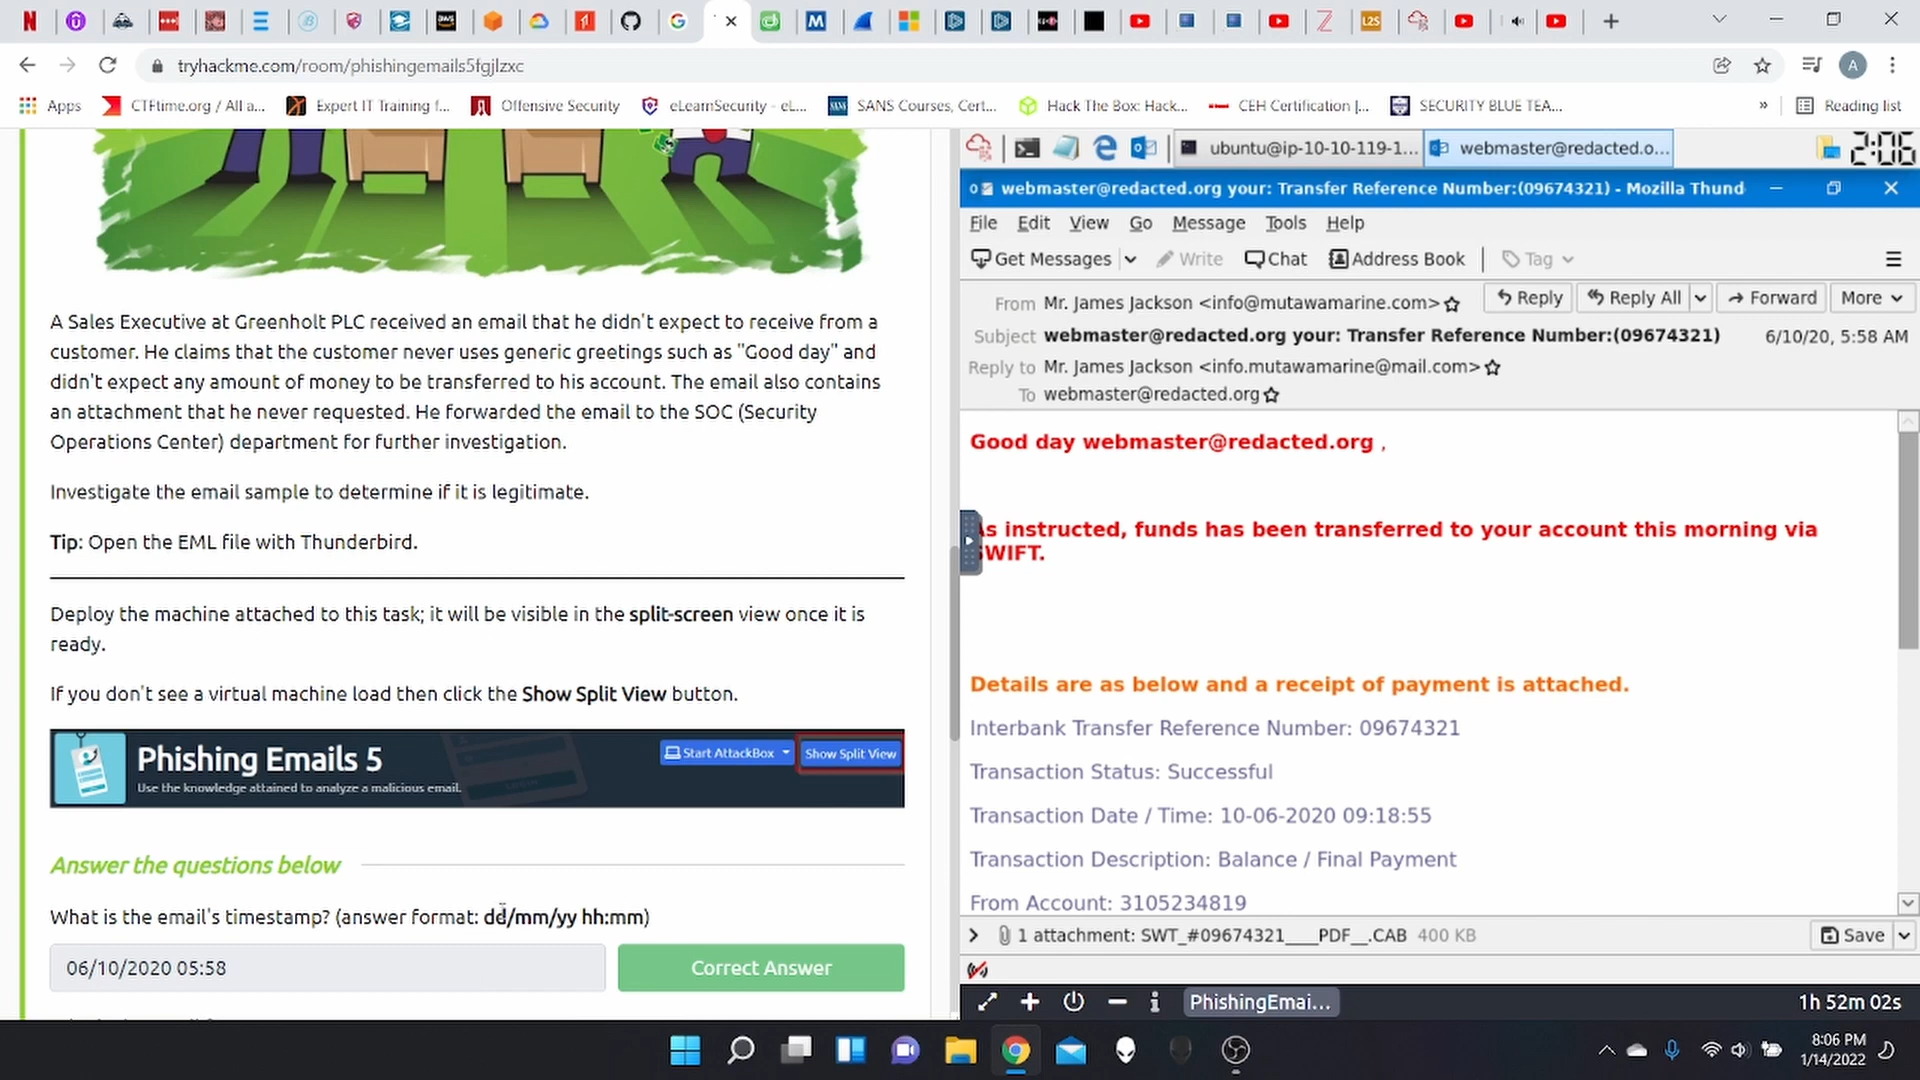 tryhackme.com/room/phishingemails5fgjlzxc
A
Apps
CTFtime.org / All a...
Expert IT Training f...
Offensive Security
eLearnSecurity - eL...
SANS Courses, Cert...
Hack The Box: Hack...
CEH Certification |...
SECURITY BLUE TEA...
»
Reading list
A Sales Executive at Greenholt PLC received an email that he didn't expect to receive from a
customer. He claims that the customer never uses generic greetings such as "Good day" and
didn't expect any amount of money to be transferred to his account. The email also contains
an attachment that he never requested. He forwarded the email to the SOC (Security
Operations Center) department for further investigation.
Investigate the email sample to determine if it is legitimate.
Tip: Open the EML file with Thunderbird.
Deploy the machine attached to this task; it will be visible in the split-screen view once it is
ready.
If you don't see a virtual machine load then click the Show Split View button.
Phishing Emails 5
Use the knowledge attained to analyze a malicious email.
Start AttackBox
Show Split View
Answer the questions below
What is the email's timestamp? (answer format: dd/mm/yy hh:mm)
06/10/2020 05:58
Correct Answer
ubuntu@ip-10-10-119-1...
webmaster@redacted.o...
2:06
webmaster@redacted.org your: Transfer Reference Number:(09674321) - Mozilla Thund
File Edit View Go Message Tools Help
Get Messages
Write
Chat
Address Book
Tag
From Mr. James Jackson <info@mutawamarine.com>
Reply
Reply All
Forward
More
Subject webmaster@redacted.org your: Transfer Reference Number:(09674321) 6/10/20, 5:58 AM
Reply to Mr. James Jackson <info.mutawamarine@mail.com>
To webmaster@redacted.org
Good day webmaster@redacted.org ,
As instructed, funds has been transferred to your account this morning via
SWIFT.
Details are as below and a receipt of payment is attached.
Interbank Transfer Reference Number: 09674321
Transaction Status: Successful
Transaction Date / Time: 10-06-2020 09:18:55
Transaction Description: Balance / Final Payment
From Account: 3105234819
1 attachment: SWT_#09674321____PDF__.CAB 400 KB
Save
PhishingEmai...
1h 52m 02s
8:06 PM
1/14/2022